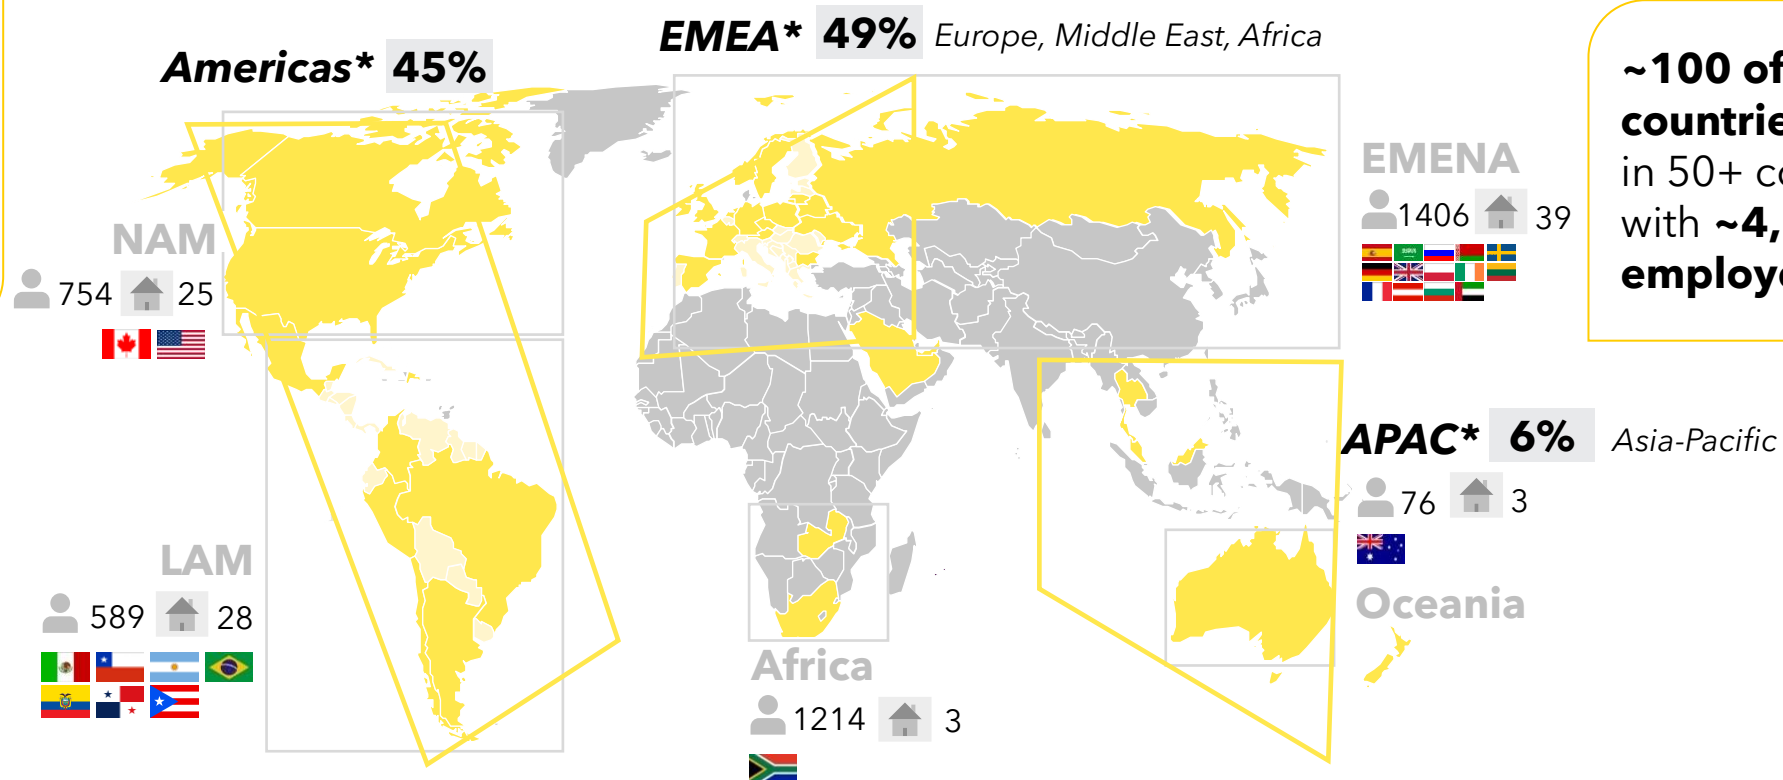 EMEA* 49% Europe, Middle East, Africa
Americas* 45%
~100 of
countrie
in 50+ co
with ~4,
employe
EMENA
1406 39
NAM
754 25
APAC* 6% Asia-Pacific
76 3
Oceania
LAM
589 28
Africa
1214 3